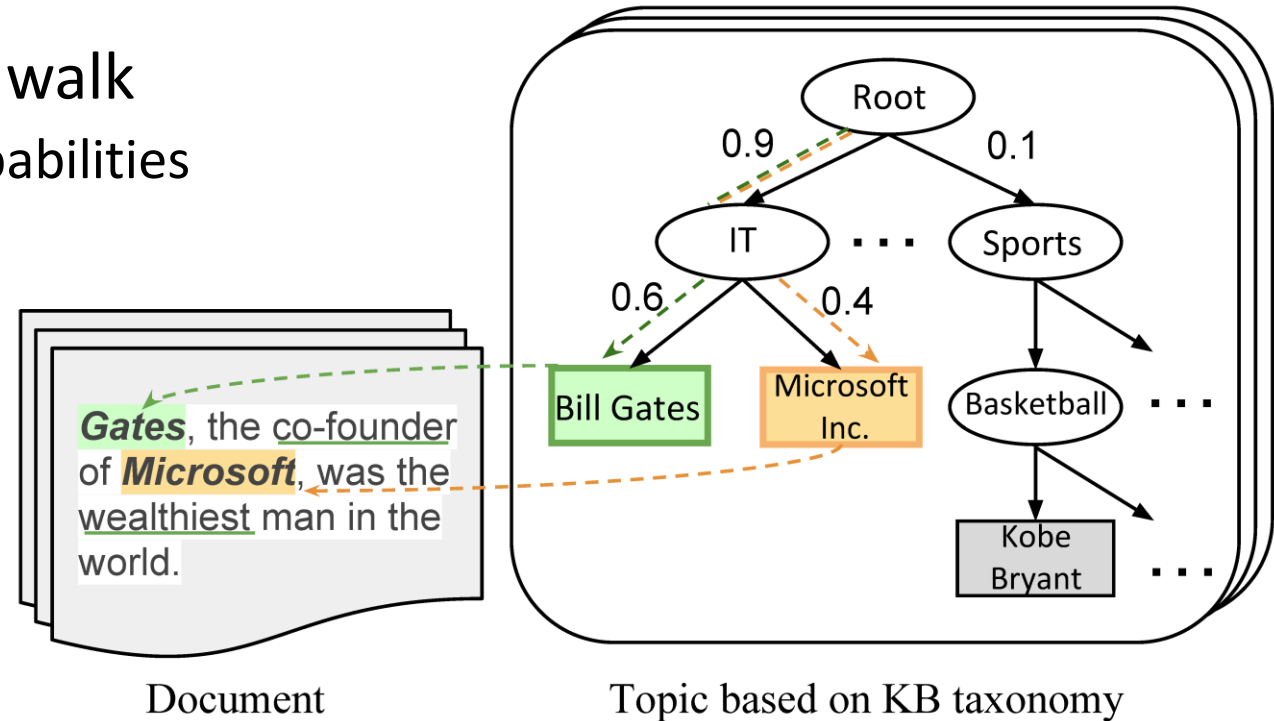 walk
babilities
Root
0.9
0.1
IT
...
Sports
0.6
0.4
Bill Gates
Microsoft
Inc.
Basketball
...
Kobe
Bryant
...
Gates, the co-founder
of Microsoft, was the
wealthiest man in the
world.
Document
Topic based on KB taxonomy